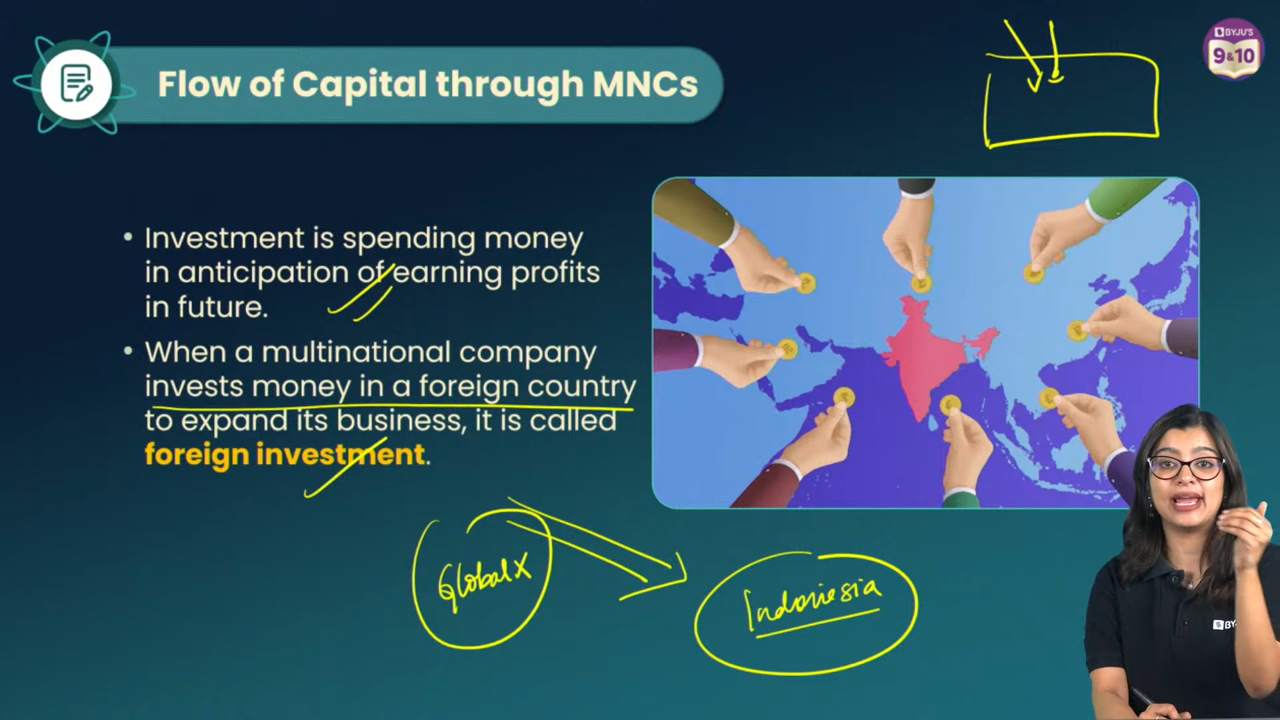 Flow of Capital through MNCs
BYJU'S
9&10
• Investment is spending money
in anticipation of earning profits
in future.
• When a multinational company
invests money in a foreign country
to expand its business, it is called
foreign investment.
GlobalX
Indonesia
BYJ